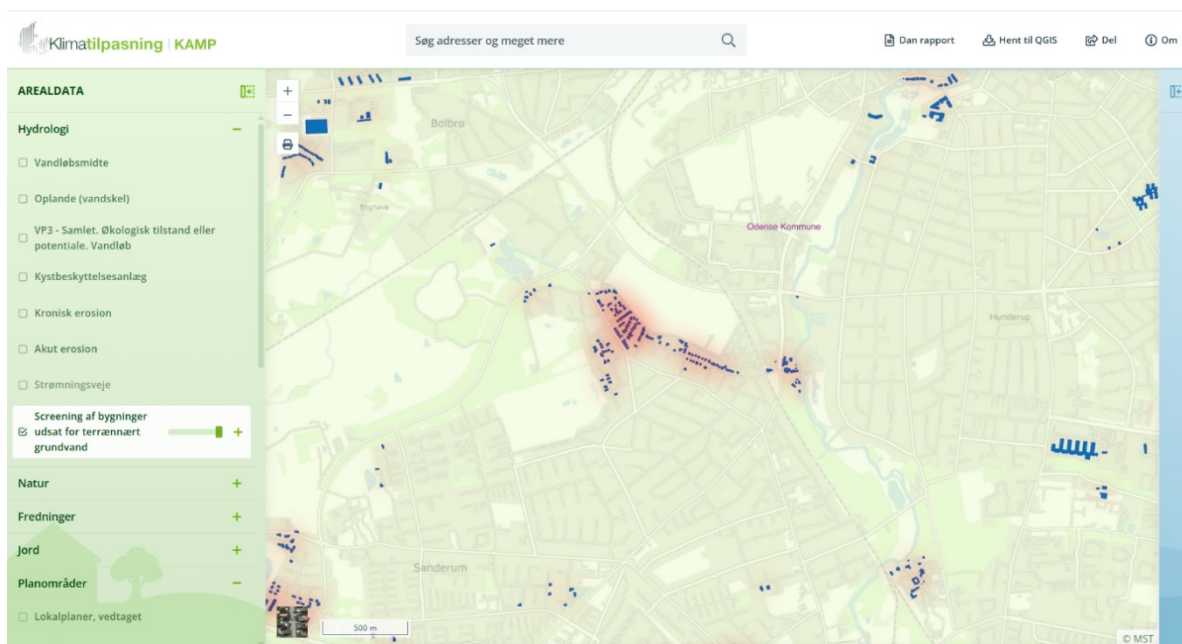 Klimatilpasning | KAMP
Søg adresser og meget mere
Dan rapport
Hent til QGIS
Del
Om
AREALDATA
Hydrologi
Vandløbsmidte
Oplande (vandskel)
VP3 - Samlet. Økologisk tilstand eller
potentiale. Vandløb
Kystbeskyttelsesanlæg
Kronisk erosion
Akut erosion
Strømningsveje
Screening af bygninger
udsat for terrænnært
grundvand
Natur
Fredninger
Jord
Planområder
Lokalplaner, vedtaget
Bolbro
Odense Kommune
Hunderup
Sanderum
500 m
© MST